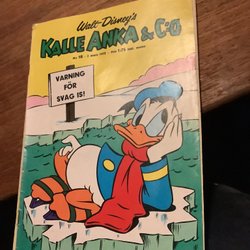 Walt-Disney's
KALLE ANKA & C:O
VARNING
FÖR
SVAG IS!